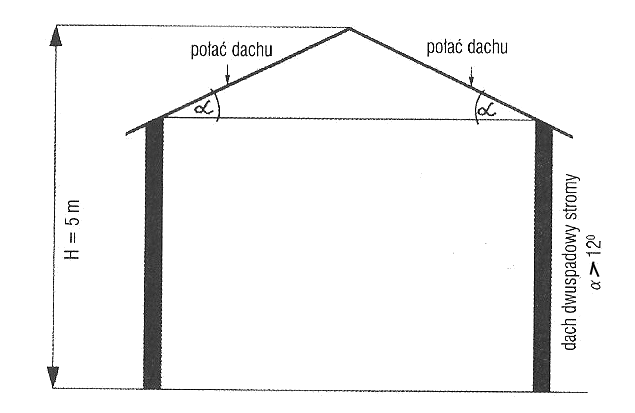 połać dachu
połać dachu
α
α
H = 5 m
dach dwuspadowy stromy
α > 12⁰